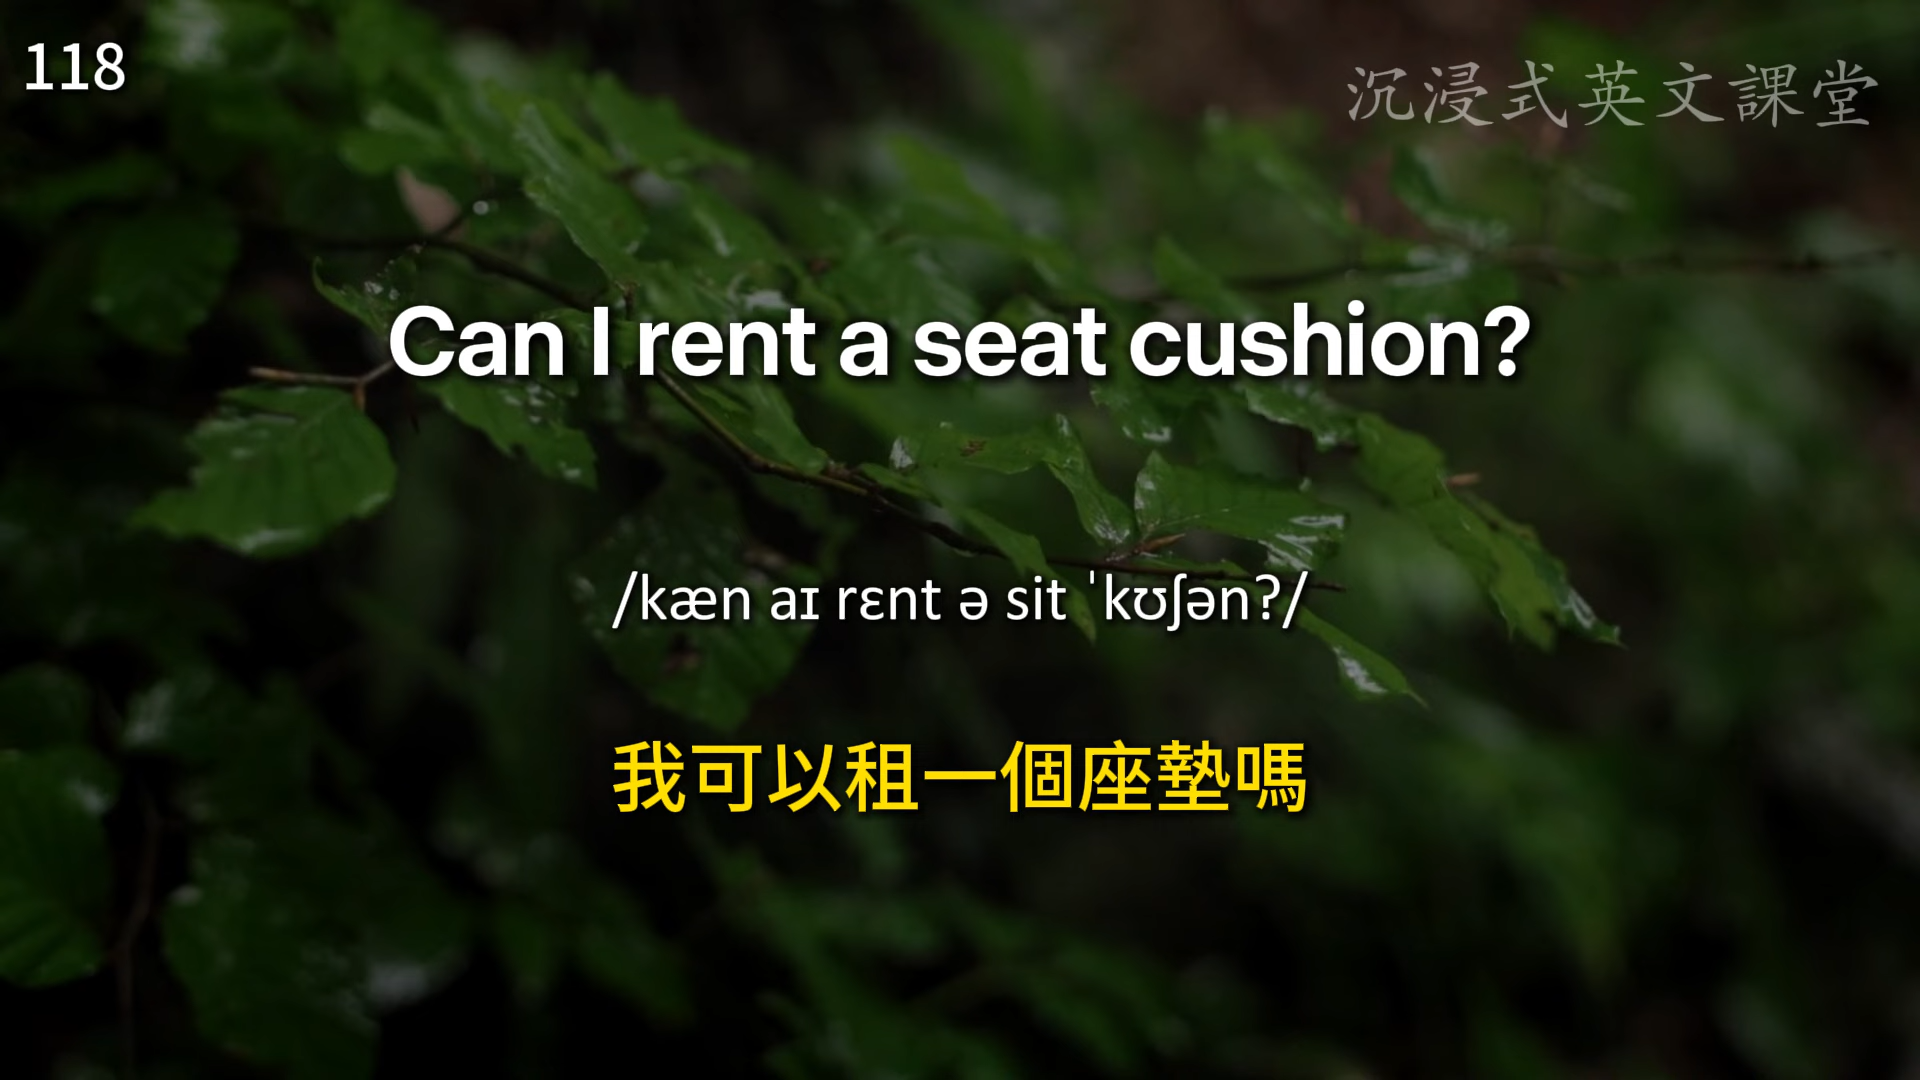 118
沉浸式英文課堂
Can I rent a seat cushion?
/kæn aɪ rɛnt ə sit ˈkʊʃən?/
我可以租一個座墊嗎